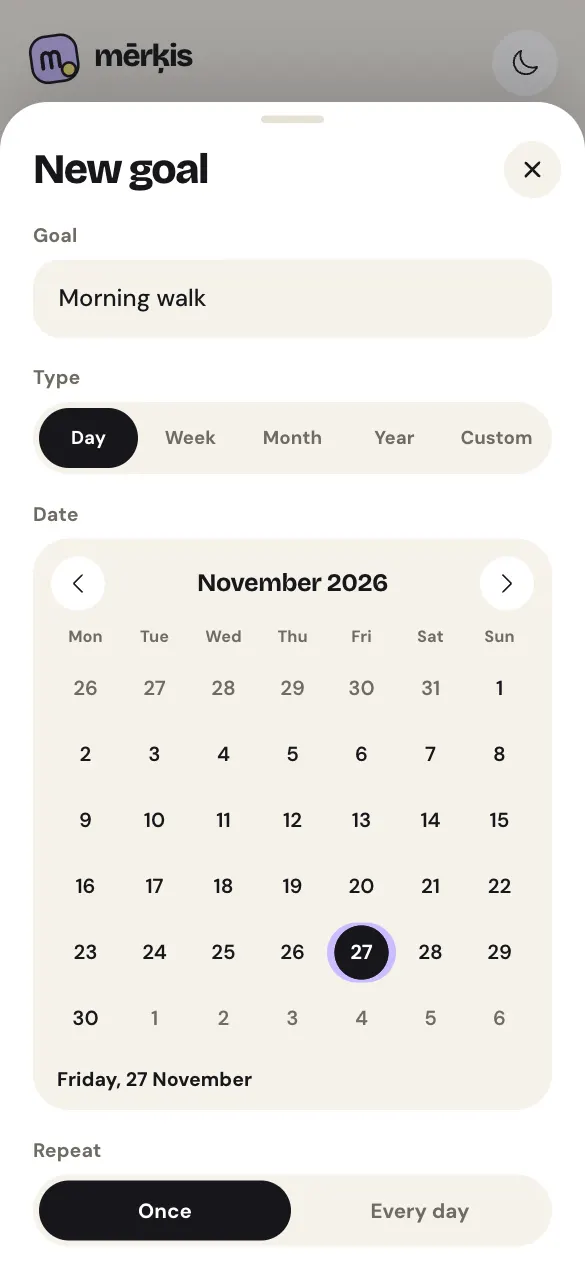 m
mērķis
New goal
Goal
Morning walk
Type
Day Week Month Year Custom
Date
November 2026
Mon Tue Wed Thu Fri Sat Sun
26 27 28 29 30 31 1
2 3 4 5 6 7 8
9 10 11 12 13 14 15
16 17 18 19 20 21 22
23 24 25 26 27 28 29
30 1 2 3 4 5 6
Friday, 27 November
Repeat
Once Every day